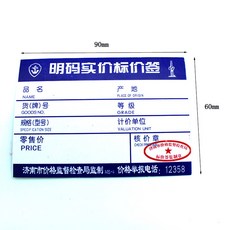 90mm
60mm
明码实价标价签
品 名 产 地
NAME PLACE OF ORIGIN
货(牌)号 等 级
GOODS NO. GRADE
规格(型号) 计价单位
SPECIFICATION SIZE VALUATION UNIT
零售价 核价章
PRICE
济南市价格监督检查局监制 价格举报电话：12358